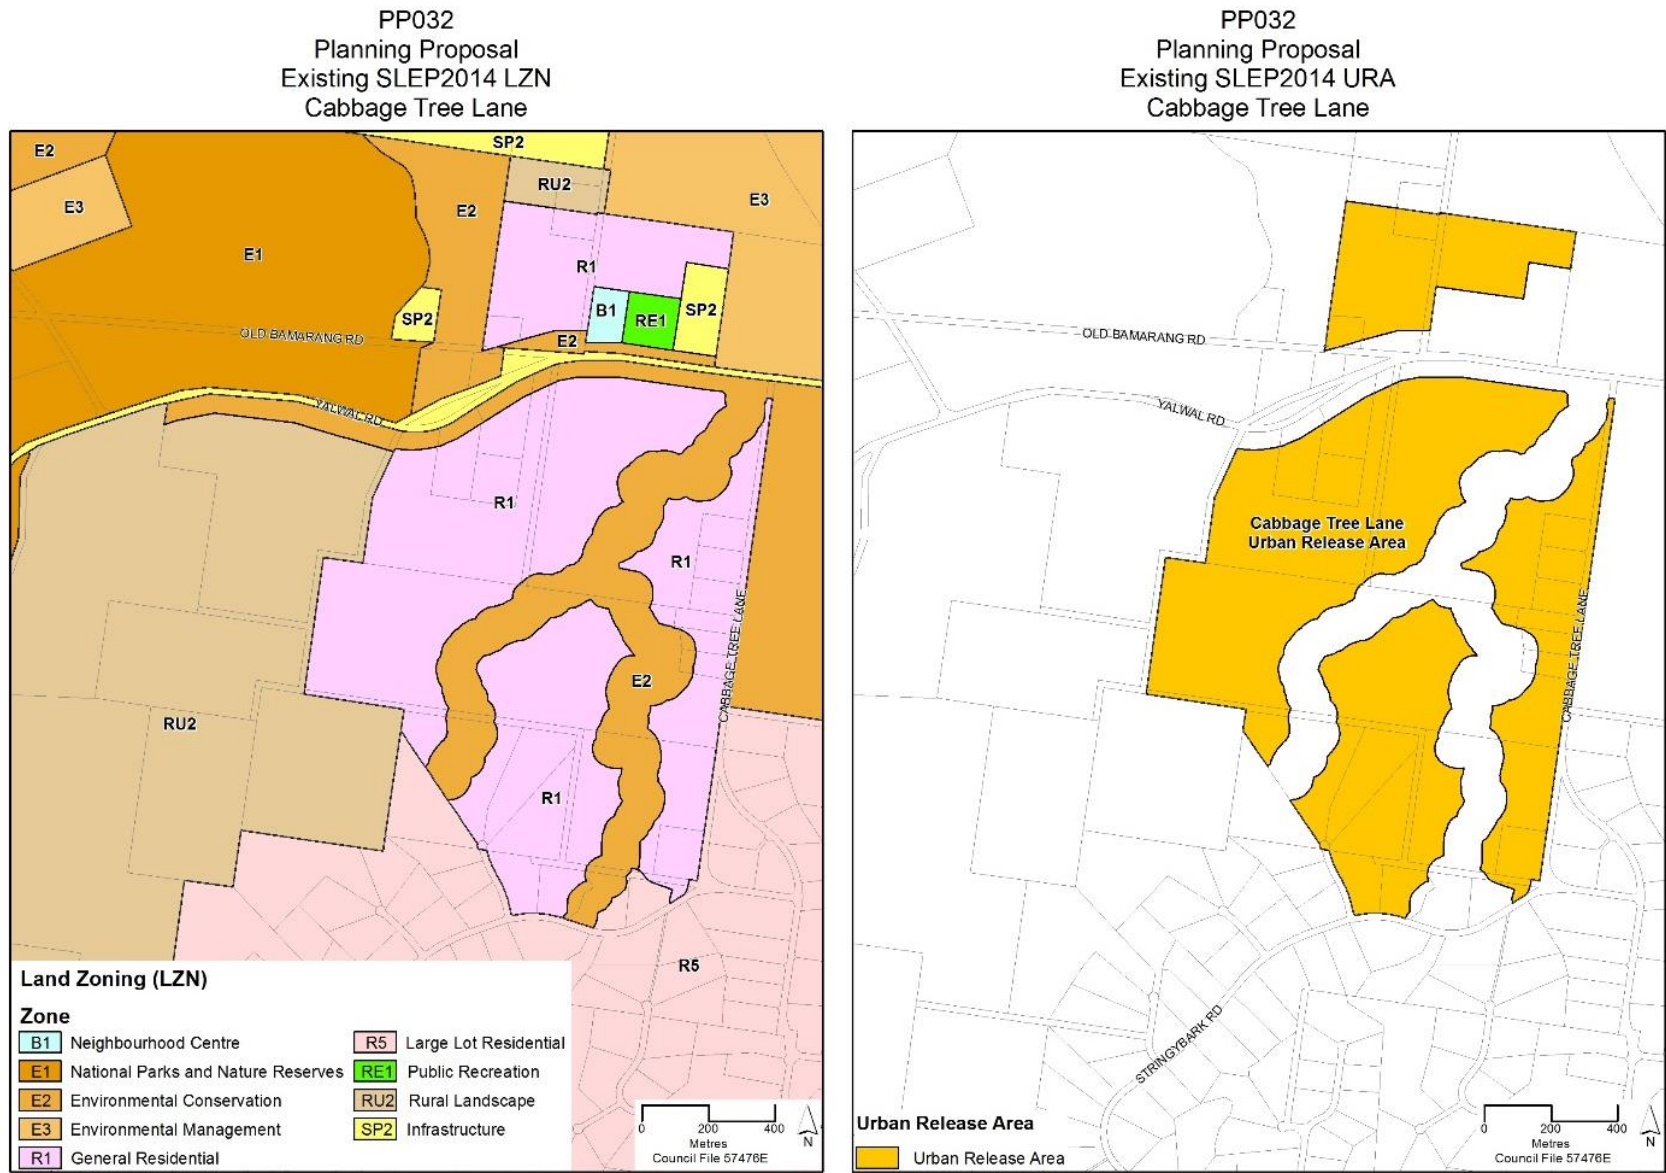 PP032
Planning Proposal
Existing SLEP2014 LZN
Cabbage Tree Lane
SP2
E2
RU2
E3
E3
E2
E1
R1
SP2
B1
RE1
SP2
OLD BAMARANG RD
E2
YALWAL RD
R1
R1
CABBAGE TREE LANE
E2
RU2
R1
R5
Land Zoning (LZN)
Zone
B1 Neighbourhood Centre
E1 National Parks and Nature Reserves
E2 Environmental Conservation
E3 Environmental Management
R1 General Residential
R5 Large Lot Residential
RE1 Public Recreation
RU2 Rural Landscape
SP2 Infrastructure
0 200 400
Metres
Council File 57476E
N
PP032
Planning Proposal
Existing SLEP2014 URA
Cabbage Tree Lane
OLD BAMARANG RD
YALWAL RD
Cabbage Tree Lane
Urban Release Area
CABBAGE TREE LANE
STRINGYBARK RD
Urban Release Area
Urban Release Area
0 200 400
Metres
Council File 57476E
N